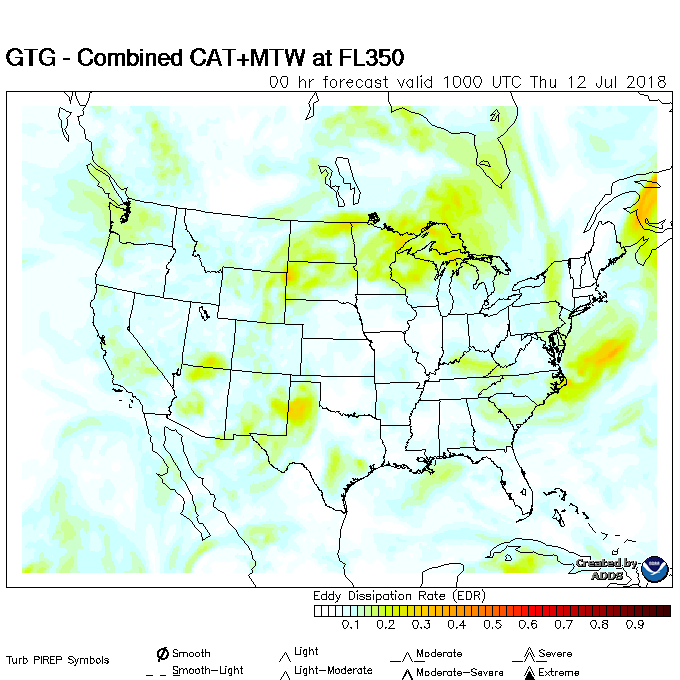 GTG - Combined CAT+MTW at FL350
00 hr forecast valid 1000 UTC Thu 12 Jul 2018
Created by
ADDS
Eddy Dissipation Rate (EDR)
0.1 0.2 0.3 0.4 0.5 0.6 0.7 0.8 0.9
Turb PIREP Symbols
Smooth Light Moderate Severe
Smooth-Light Light-Moderate Moderate-Severe Extreme